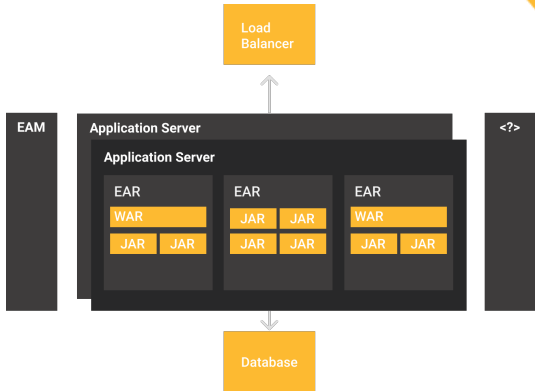 Load
Balancer
EAM
Application Server
<?>
Application Server
EAR
EAR
EAR
WAR
JAR JAR
WAR
JAR JAR
JAR JAR
JAR JAR
Database